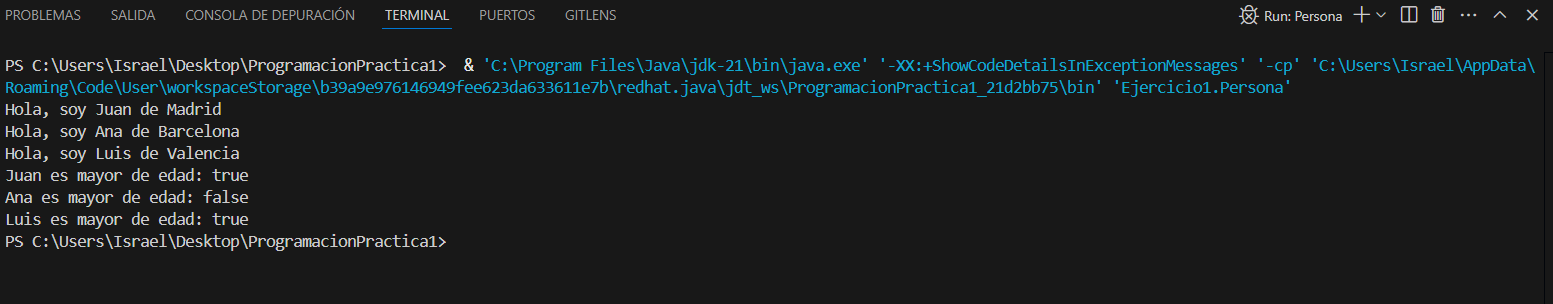 PROBLEMAS SALIDA CONSOLA DE DEPURACIÓN TERMINAL PUERTOS GITLENS Run: Persona
PS C:\Users\Israel\Desktop\ProgramacionPractica1>  & 'C:\Program Files\Java\jdk-21\bin\java.exe' '-XX:+ShowCodeDetailsInExceptionMessages' '-cp' 'C:\Users\Israel\AppData\
Roaming\Code\User\workspaceStorage\b39a9e976146949fee623da633611e7b\redhat.java\jdt_ws\ProgramacionPractica1_21d2bb75\bin' 'Ejercicio1.Persona'
Hola, soy Juan de Madrid
Hola, soy Ana de Barcelona
Hola, soy Luis de Valencia
Juan es mayor de edad: true
Ana es mayor de edad: false
Luis es mayor de edad: true
PS C:\Users\Israel\Desktop\ProgramacionPractica1>